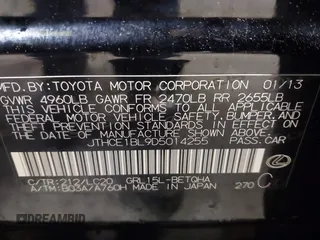 MFD. BY: TOYOTA MOTOR CORPORATION 01/13
GVWR 4960LB GAWR FR 2470LB RR 2655LB
THIS VEHICLE CONFORMS TO ALL APPLICABLE
FEDERAL MOTOR VEHICLE SAFETY, BUMPER, AND
THEFT PREVENTION STANDARDS IN EFFECT ON
THE DATE OF MANUFACTURE SHOWN ABOVE.
JTHCE1BL9D5014255 PASS.CAR
C/TR:212/LC20 GRL15L-BETQHA
A/TM:B03A/A760H MADE IN JAPAN 270 C
AUTOBIDMASTER